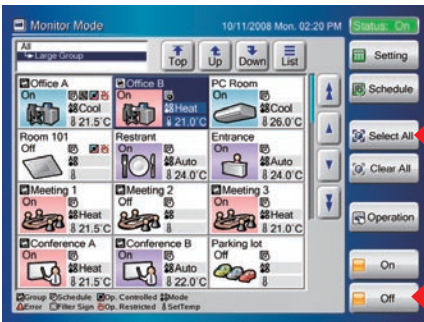 Monitor Mode 10/11/2008 Mon. 02:20 PM Status: On
All
Large Group
Top Up Down List
Setting
Schedule
Select All
Clear All
Operation
On
Off
Office A Office B PC Room
On On On
Cool Heat Cool
21.5°C 21.0°C 26.0°C
Room 101 Restrant Entrance
Off On On
Auto Auto
24.0°C 24.0°C
Meeting 1 Meeting 2 Meeting 3
On Off On
Heat Heat
21.5°C 21.0°C
Conference A Conference B Parking lot
On On Off
Heat Auto
21.5°C 22.0°C
Group Schedule Op. Controlled Mode
Error Filter Sign Op. Restricted SetTemp